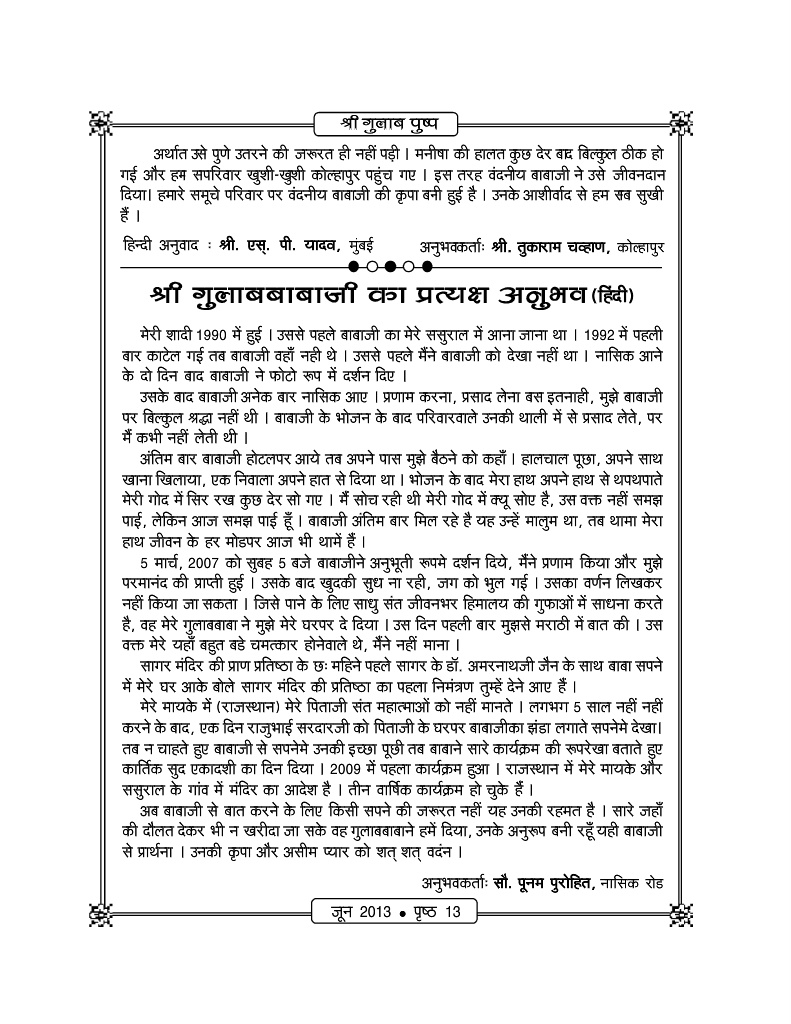 श्री गुलाब पुष्प
अर्थात उसे पुणे उतरने की जरूरत ही नहीं पड़ी । मनीषा की हालत कुछ देर बाद बिल्कुल ठीक हो
गई और हम सपरिवार खुशी-खुशी कोल्हापुर पहुंच गए । इस तरह वंदनीय बाबाजी ने उसे जीवनदान
दिया। हमारे समूचे परिवार पर वंदनीय बाबाजी की कृपा बनी हुई है । उनके आशीर्वाद से हम सब सुखी
हैं ।
हिन्दी अनुवाद : श्री. एस्. पी. यादव, मुंबई अनुभवकर्ताः श्री. तुकाराम चव्हाण, कोल्हापुर
श्री गुलाबबाबाजी का प्रत्यक्ष अनुभव (हिंदी)
मेरी शादी 1990 में हुई । उससे पहले बाबाजी का मेरे ससुराल में आना जाना था । 1992 में पहली
बार काटेल गई तब बाबाजी वहाँ नही थे । उससे पहले मैंने बाबाजी को देखा नहीं था । नासिक आने
के दो दिन बाद बाबाजी ने फोटो रूप में दर्शन दिए ।
उसके बाद बाबाजी अनेक बार नासिक आए । प्रणाम करना, प्रसाद लेना बस इतनाही, मुझे बाबाजी
पर बिल्कुल श्रद्धा नहीं थी । बाबाजी के भोजन के बाद परिवारवाले उनकी थाली में से प्रसाद लेते, पर
मैं कभी नहीं लेती थी ।
अंतिम बार बाबाजी होटलपर आये तब अपने पास मुझे बैठने को कहाँ । हालचाल पूछा, अपने साथ
खाना खिलाया, एक निवाला अपने हात से दिया था । भोजन के बाद मेरा हाथ अपने हाथ से थपथपाते
मेरी गोद में सिर रख कुछ देर सो गए । मैं सोच रही थी मेरी गोद में क्यू सोए है, उस वक्त नहीं समझ
पाई, लेकिन आज समझ पाई हूँ । बाबाजी अंतिम बार मिल रहे है यह उन्हें मालुम था, तब थामा मेरा
हाथ जीवन के हर मोडपर आज भी थामें हैं ।
5 मार्च, 2007 को सुबह 5 बजे बाबाजीने अनुभूती रूपमे दर्शन दिये, मैंने प्रणाम किया और मुझे
परमानंद की प्राप्ती हुई । उसके बाद खुदकी सुध ना रही, जग को भुल गई । उसका वर्णन लिखकर
नहीं किया जा सकता । जिसे पाने के लिए साधु संत जीवनभर हिमालय की गुफाओं में साधना करते
है, वह मेरे गुलाबबाबा ने मुझे मेरे घरपर दे दिया । उस दिन पहली बार मुझसे मराठी में बात की । उस
वक्त मेरे यहाँ बहुत बडे चमत्कार होनेवाले थे, मैंने नहीं माना ।
सागर मंदिर की प्राण प्रतिष्ठा के छः महिने पहले सागर के डॉ. अमरनाथजी जैन के साथ बाबा सपने
में मेरे घर आके बोले सागर मंदिर की प्रतिष्ठा का पहला निमंत्रण तुम्हें देने आए हैं ।
मेरे मायके में (राजस्थान) मेरे पिताजी संत महात्माओं को नहीं मानते । लगभग 5 साल नहीं नहीं
करने के बाद, एक दिन राजुभाई सरदारजी को पिताजी के घरपर बाबाजीका झंडा लगाते सपनेमे देखा।
तब न चाहते हुए बाबाजी से सपनेमे उनकी इच्छा पूछी तब बाबाने सारे कार्यक्रम की रूपरेखा बताते हुए
कार्तिक सुद एकादशी का दिन दिया । 2009 में पहला कार्यक्रम हुआ । राजस्थान में मेरे मायके और
ससुराल के गांव में मंदिर का आदेश है । तीन वार्षिक कार्यक्रम हो चुके हैं ।
अब बाबाजी से बात करने के लिए किसी सपने की जरूरत नहीं यह उनकी रहमत है । सारे जहाँ
की दौलत देकर भी न खरीदा जा सके वह गुलाबबाबाने हमें दिया, उनके अनुरूप बनी रहूँ यही बाबाजी
से प्रार्थना । उनकी कृपा और असीम प्यार को शत् शत् वदंन ।
अनुभवकर्ताः सौ. पूनम पुरोहित, नासिक रोड
जून 2013 • पृष्ठ 13